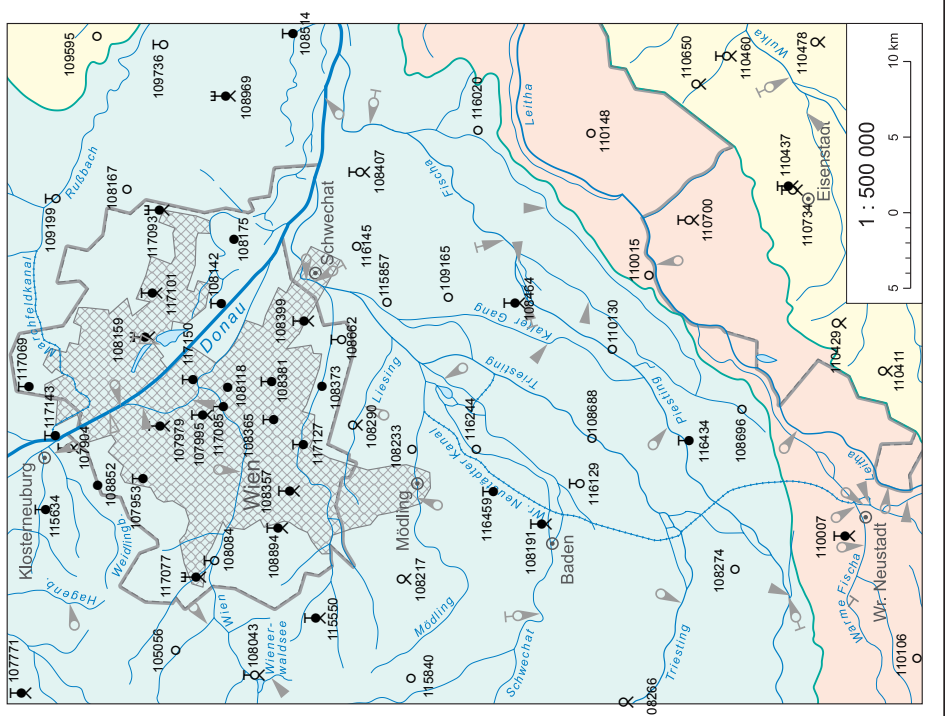 107771
Klosterneuburg
117069
115634
117143
Marchfeldkanal
109199
109595
107904
Hagenb.
108852
Rußbach
Weidlingb.
107953
108167
109736
105056
117077
107979
108159
117101
117093
108084
Wien
107995
117150
108142
117085
Donau
108118
108175
108969
108043
Wiener-
waldsee
108894
108357
Wien
108365
108381
108399
108514
115550
117127
108373
108662
Schwechat
108290
Liesing
116145
108407
115857
Mödling
108233
108217
Mödling
115840
109165
Fischa
116244
Wr. Neustädter Kanal
116459
Triesting
Kalter Gang
116020
Schwechat
108191
108464
Leitha
Baden
116129
108688
110130
110148
08266
Triesting
Piesting
110015
116434
108274
108696
110700
110650
110460
Wulka
110478
110437
110734
Eisenstadt
110007
110429
Warme Fischa
Leitha
Wr. Neustadt
110411
110106
1 : 500 000
5 0 5 10 km